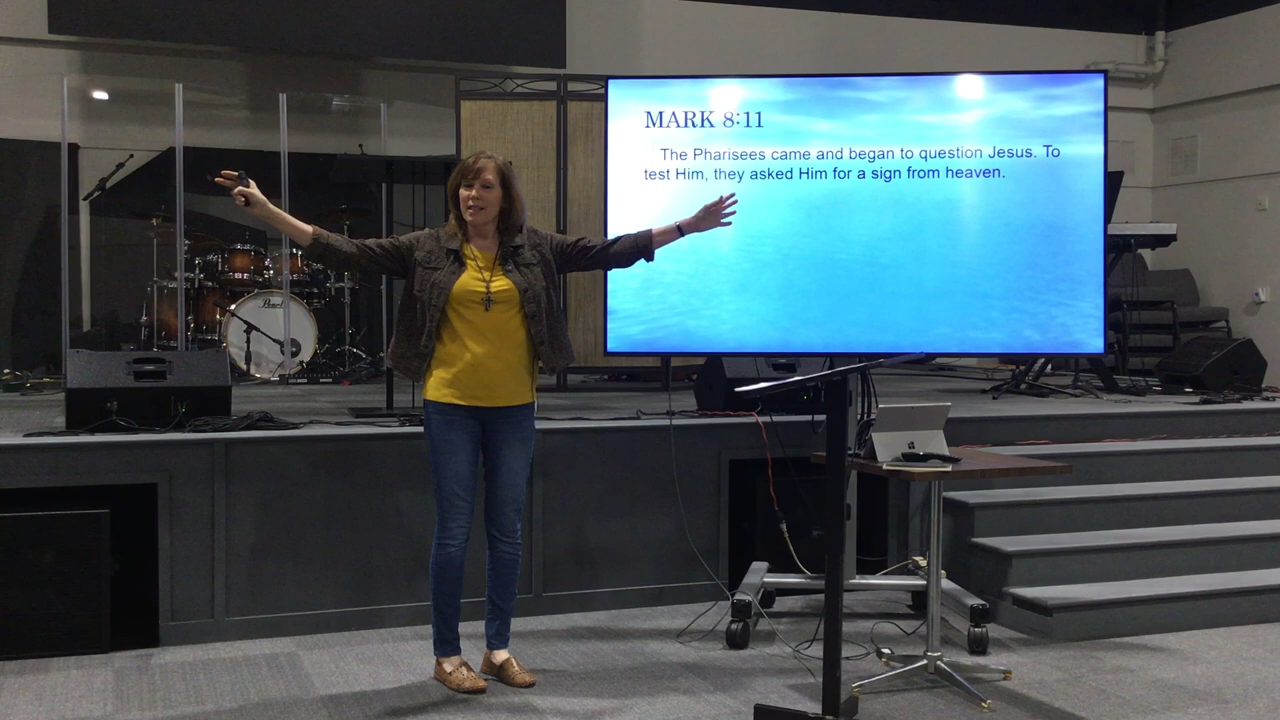 MARK 8:11
The Pharisees came and began to question Jesus. To
test Him, they asked Him for a sign from heaven.
Pearl